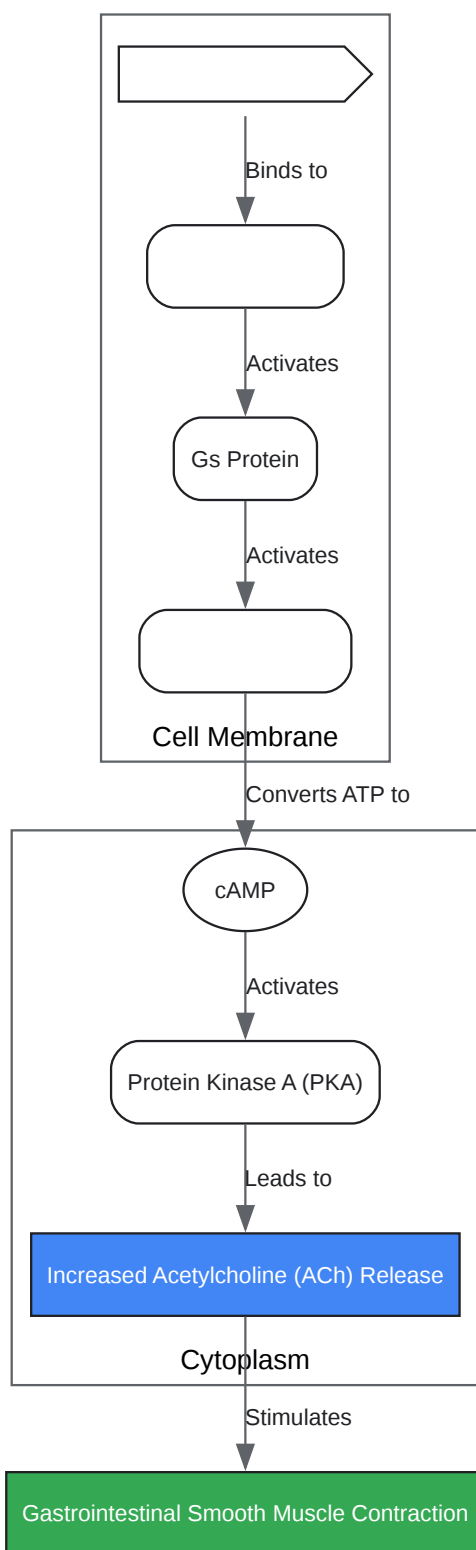 Binds to
Activates
Gs Protein
Activates
Cell Membrane
Converts ATP to
cAMP
Activates
Protein Kinase A (PKA)
Leads to
Increased Acetylcholine (ACh) Release
Cytoplasm
Stimulates
Gastrointestinal Smooth Muscle Contraction